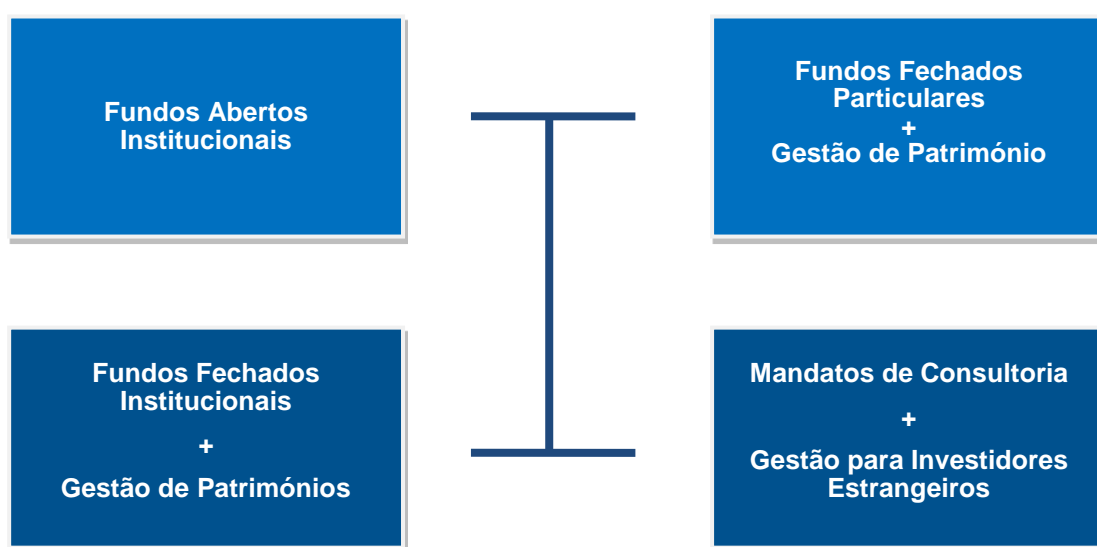 Fundos Abertos
Institucionais
Fundos Fechados
Particulares
+
Gestão de Património
Fundos Fechados
Institucionais
+
Gestão de Patrimónios
Mandatos de Consultoria
+
Gestão para Investidores
Estrangeiros